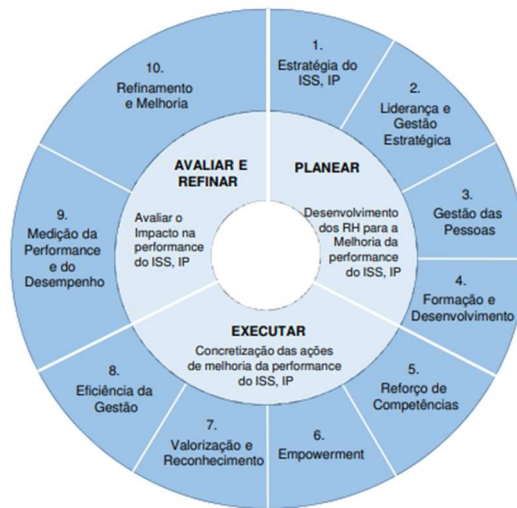 1.
Estratégia do
ISS, IP
2.
Liderança e
Gestão
Estratégica
3.
Gestão das
Pessoas
4.
Formação e
Desenvolvimento
5.
Reforço de
Competências
6.
Empowerment
7.
Valorização e
Reconhecimento
8.
Eficiência da
Gestão
9.
Medição da
Performance
e do
Desempenho
10.
Refinamento
e Melhoria
AVALIAR E
REFINAR
Avaliar o
Impacto na
performance
do ISS, IP
PLANEAR
Desenvolvimento
dos RH para a
Melhoria da
performance
do ISS, IP
EXECUTAR
Concretização das ações
de melhoria da performance
do ISS, IP